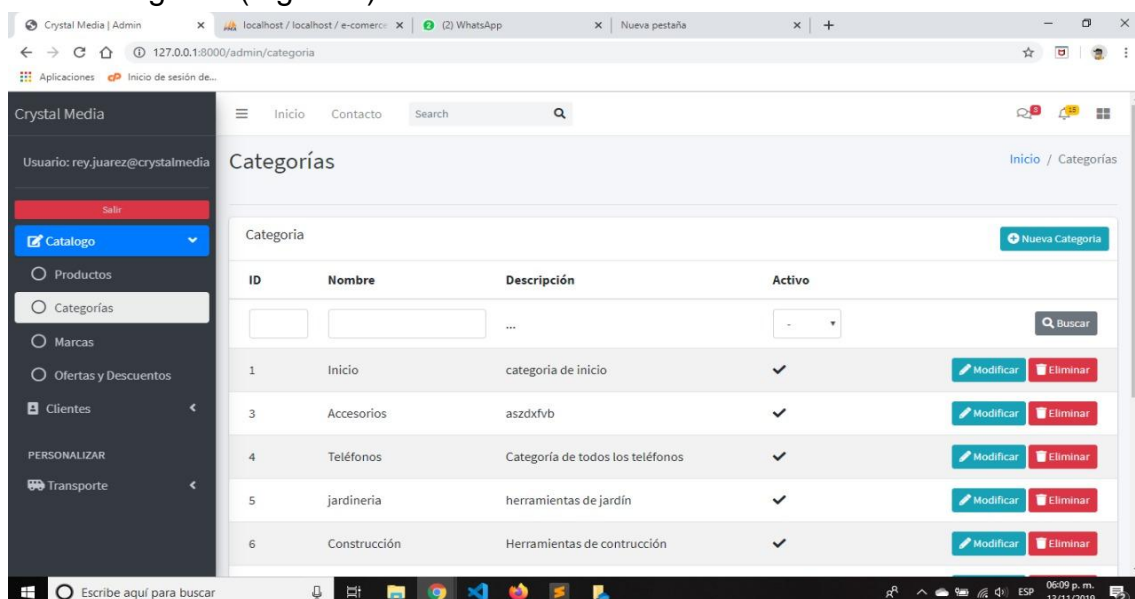 Crystal Media | Admin
localhost / localhost / e-comerce
(2) WhatsApp
Nueva pestaña
127.0.0.1:8000/admin/categoria
Aplicaciones
Inicio de sesión de...
Crystal Media
Inicio Contacto Search
Usuario: rey.juarez@crystalmedia
Categorías
Inicio / Categorías
Salir
Catalogo
Productos
Categorías
Marcas
Ofertas y Descuentos
Clientes
PERSONALIZAR
Transporte
Categoria
Nueva Categoria
ID Nombre Descripción Activo
... - Buscar
1 Inicio categoria de inicio Modificar Eliminar
3 Accesorios aszdxfvb Modificar Eliminar
4 Teléfonos Categoría de todos los teléfonos Modificar Eliminar
5 jardineria herramientas de jardín Modificar Eliminar
6 Construcción Herramientas de contrucción Modificar Eliminar
Escribe aquí para buscar
ESP
06:09 p. m.
13/11/2019